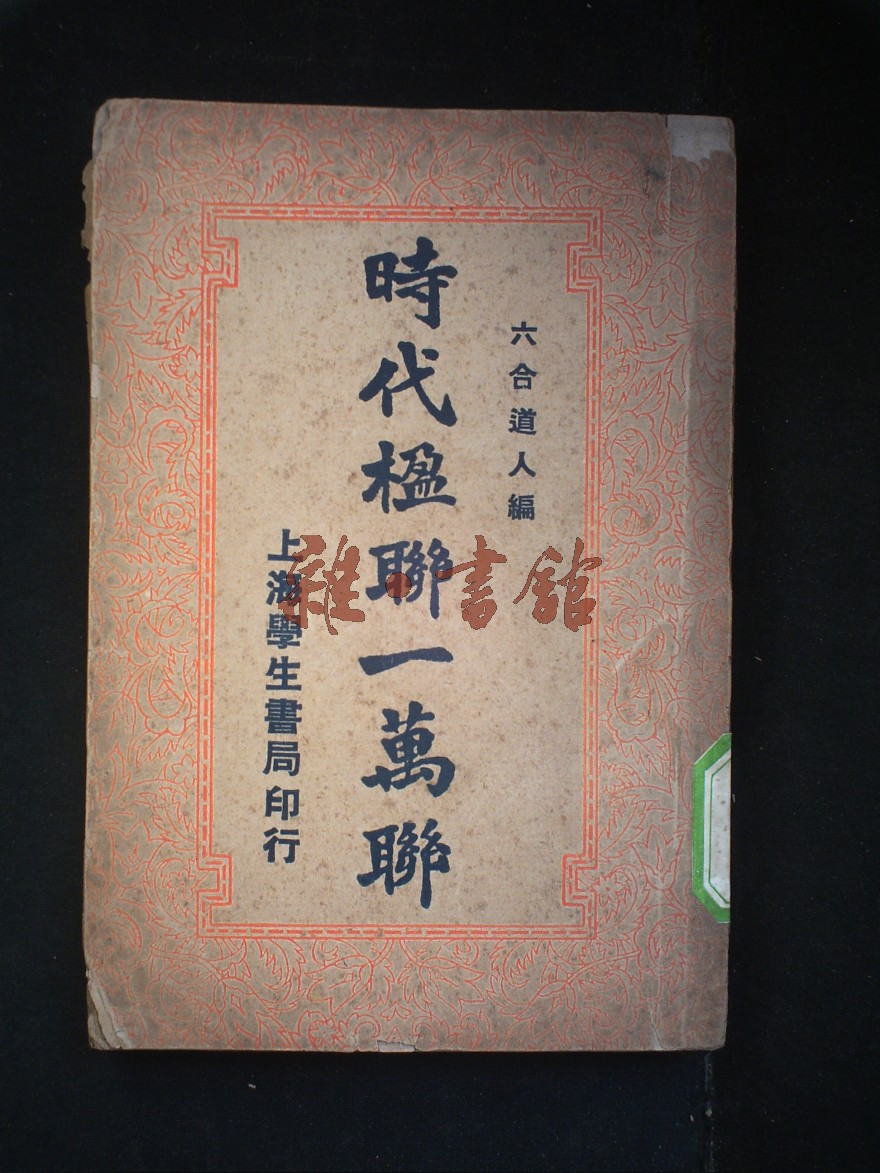 六合道人編
時代楹聯一萬聯
上海學生書局印行
雜·書館